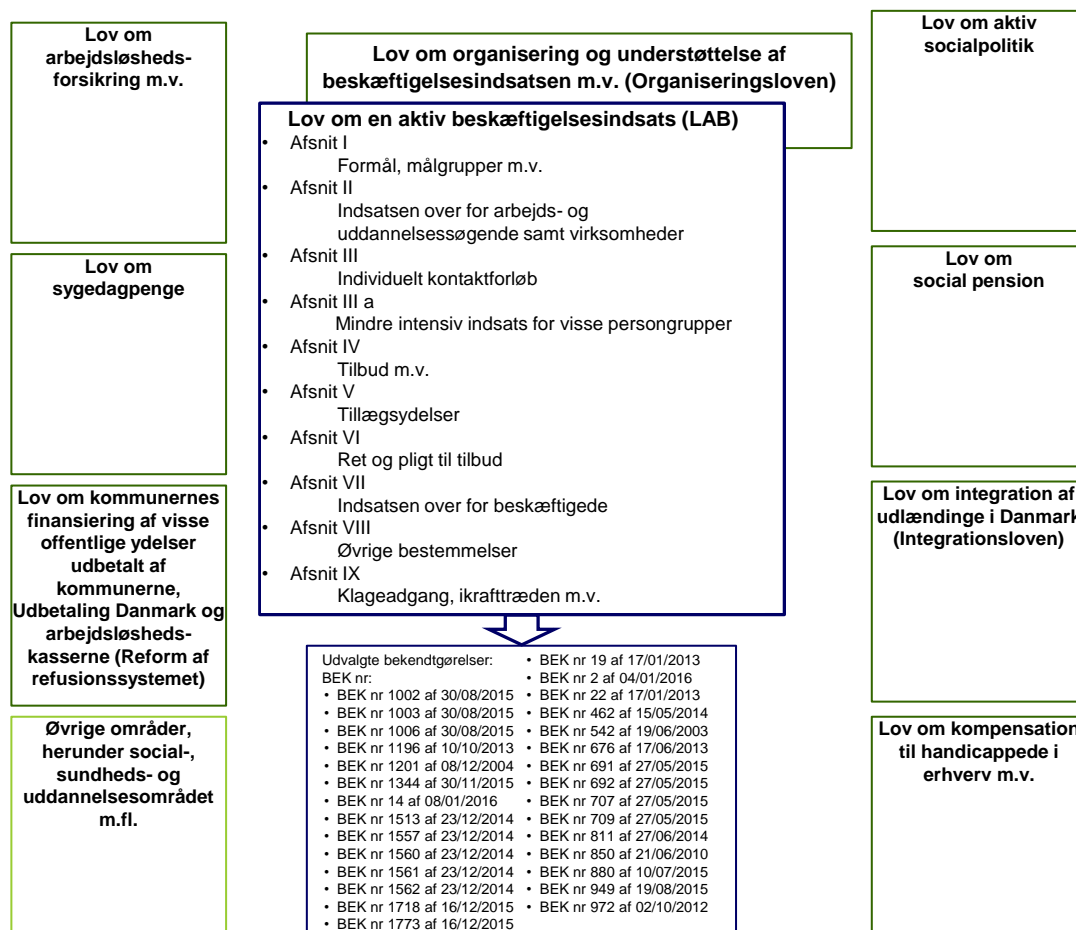 Lov om
arbejdsløsheds-
forsikring m.v.
Lov om
sygedagpenge
Lov om kommunernes
finansiering af visse
offentlige ydelser
udbetalt af
kommunerne,
Udbetaling Danmark og
arbejdsløsheds-
kasserne (Reform af
refusionssystemet)
Øvrige områder,
herunder social-,
sundheds- og
uddannelsesområdet
m.fl.
Lov om organisering og understøttelse af
beskæftigelsesindsatsen m.v. (Organiseringsloven)
Lov om en aktiv beskæftigelsesindsats (LAB)
• Afsnit I
Formål, målgrupper m.v.
• Afsnit II
Indsatsen over for arbejds- og
uddannelsessøgende samt virksomheder
• Afsnit III
Individuelt kontaktforløb
• Afsnit III a
Mindre intensiv indsats for visse persongrupper
• Afsnit IV
Tilbud m.v.
• Afsnit V
Tillægsydelser
• Afsnit VI
Ret og pligt til tilbud
• Afsnit VII
Indsatsen over for beskæftigede
• Afsnit VIII
Øvrige bestemmelser
• Afsnit IX
Klageadgang, ikrafttræden m.v.
Udvalgte bekendtgørelser:
BEK nr:
• BEK nr 1002 af 30/08/2015
• BEK nr 1003 af 30/08/2015
• BEK nr 1006 af 30/08/2015
• BEK nr 1196 af 10/10/2013
• BEK nr 1201 af 08/12/2004
• BEK nr 1344 af 30/11/2015
• BEK nr 14 af 08/01/2016
• BEK nr 1513 af 23/12/2014
• BEK nr 1557 af 23/12/2014
• BEK nr 1560 af 23/12/2014
• BEK nr 1561 af 23/12/2014
• BEK nr 1562 af 23/12/2014
• BEK nr 1718 af 16/12/2015
• BEK nr 1773 af 16/12/2015
• BEK nr 19 af 17/01/2013
• BEK nr 2 af 04/01/2016
• BEK nr 22 af 17/01/2013
• BEK nr 462 af 15/05/2014
• BEK nr 542 af 19/06/2003
• BEK nr 676 af 17/06/2013
• BEK nr 691 af 27/05/2015
• BEK nr 692 af 27/05/2015
• BEK nr 707 af 27/05/2015
• BEK nr 709 af 27/05/2015
• BEK nr 811 af 27/06/2014
• BEK nr 850 af 21/06/2010
• BEK nr 880 af 10/07/2015
• BEK nr 949 af 19/08/2015
• BEK nr 972 af 02/10/2012
Lov om aktiv
socialpolitik
Lov om
social pension
Lov om integration af
udlændinge i Danmark
(Integrationsloven)
Lov om kompensation
til handicappede i
erhverv m.v.